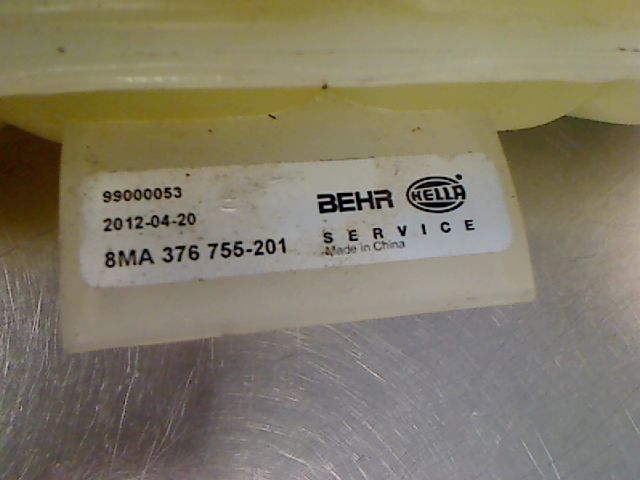 99000053
2012-04-20
8MA 376 755-201
BEHR HELLA
SERVICE
Made in China